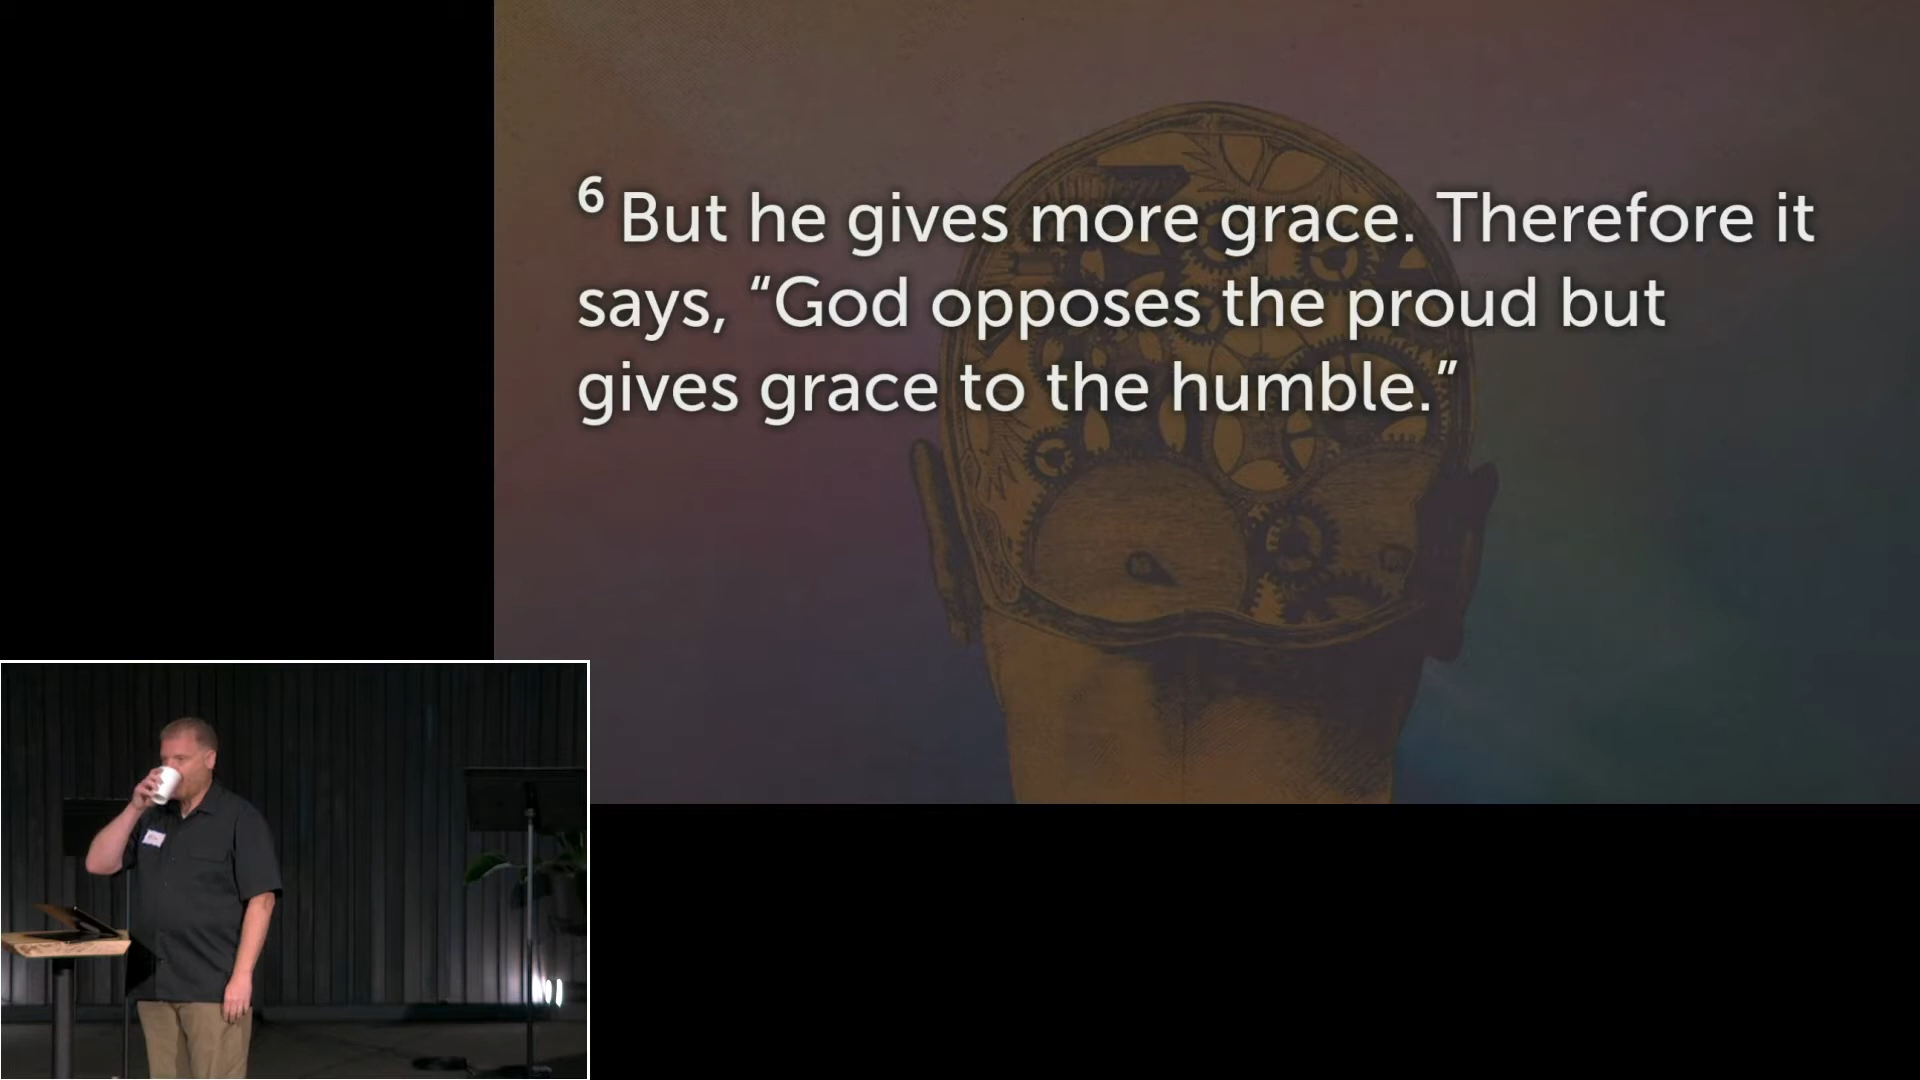 6 But he gives more grace. Therefore it
says, “God opposes the proud but
gives grace to the humble.”